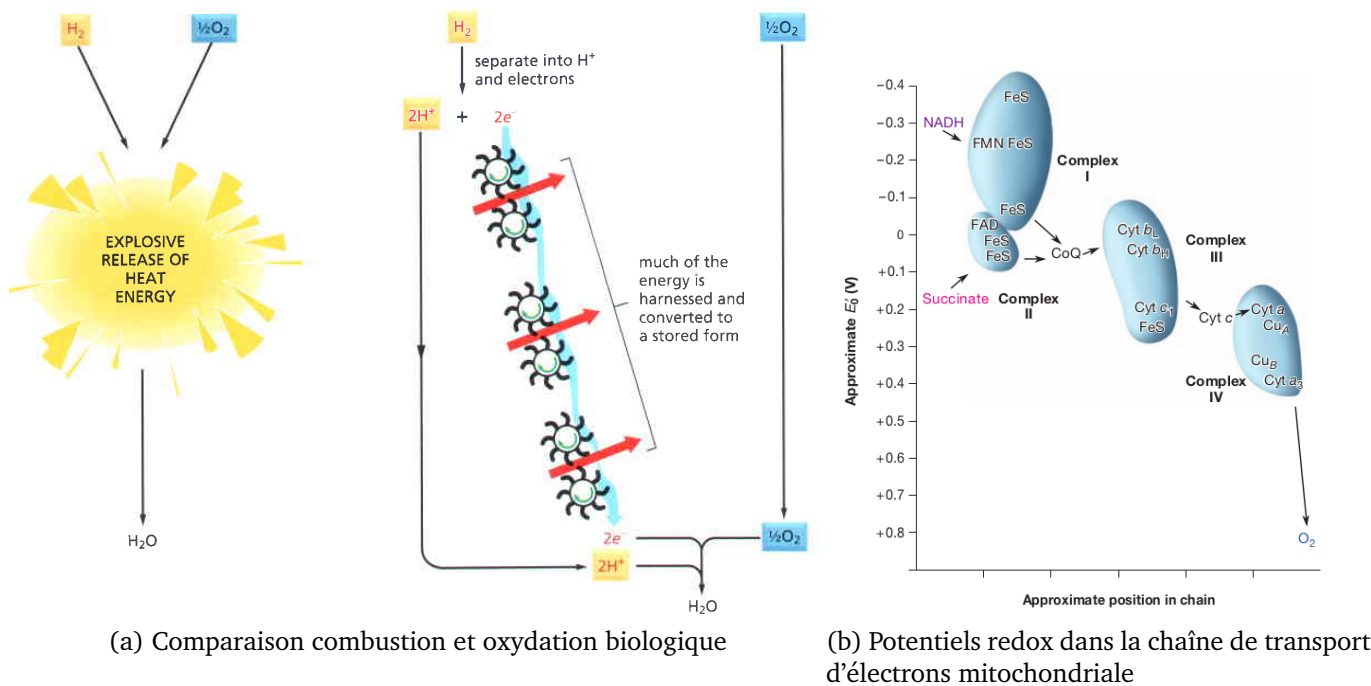 H2
½O2
EXPLOSIVE
RELEASE OF
HEAT
ENERGY
H2O
H2
½O2
separate into H+
and electrons
2H+ + 2e-
much of the
energy is
harnessed and
converted to
a stored form
2e-
½O2
2H+
H2O
(a) Comparaison combustion et oxydation biologique
Approximate E′0 (V)
−0.4
−0.3
−0.2
−0.1
0
+0.1
+0.2
+0.3
+0.4
+0.5
+0.6
+0.7
+0.8
NADH
FeS
FMN FeS
FeS
Complex
I
FAD
FeS
FeS
Succinate
Complex
II
CoQ
Cyt bL
Cyt bH
Cyt c1
FeS
Complex
III
Cyt c
Cyt a
CuA
CuB
Cyt a3
Complex
IV
O2
Approximate position in chain
(b) Potentiels redox dans la chaîne de transport
d'électrons mitochondriale